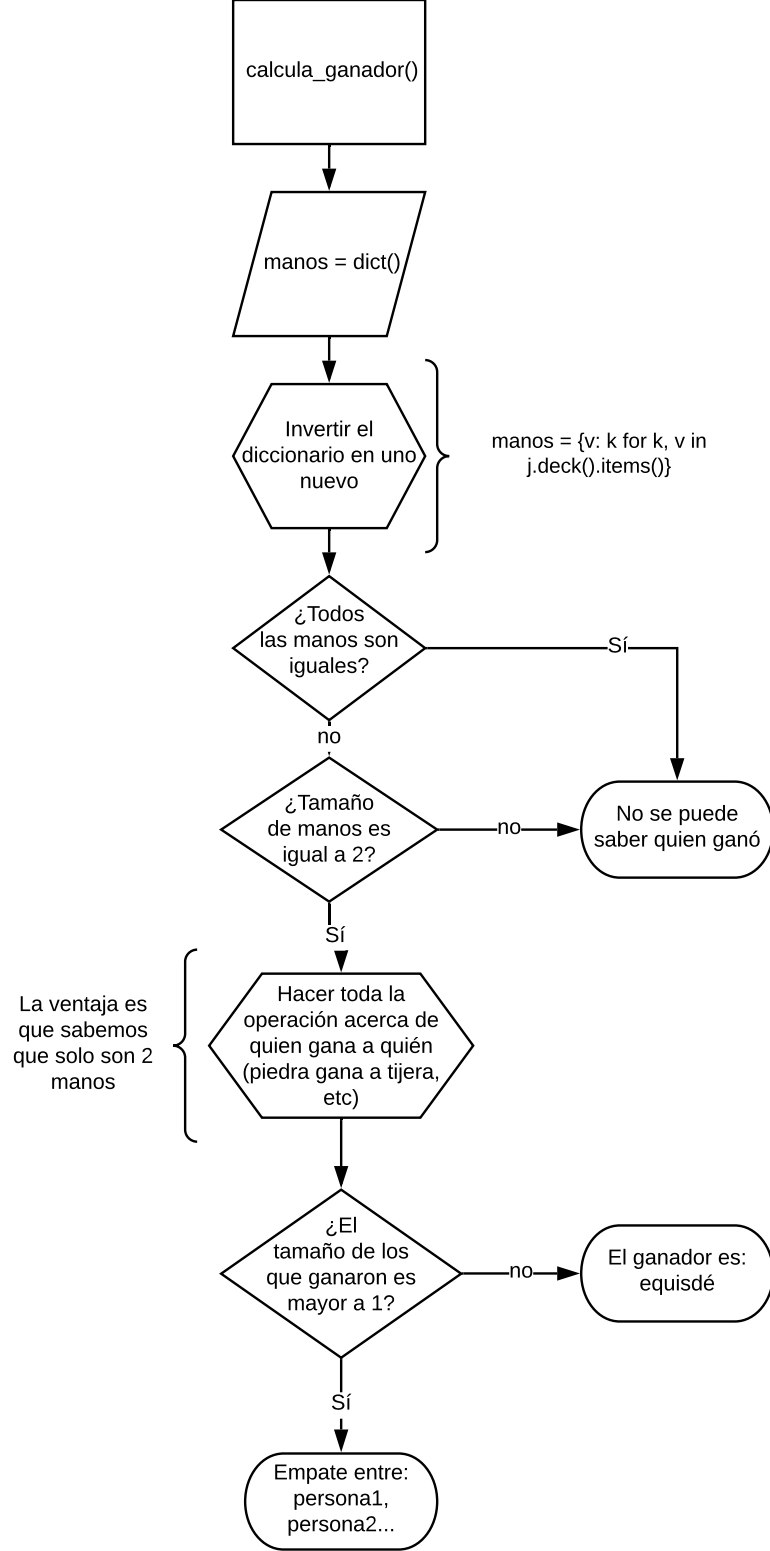 calcula_ganador()
manos = dict()
Invertir el
diccionario en uno
nuevo
manos = {v: k for k, v in
j.deck().items()}
¿Todos
las manos son
iguales?
Sí
no
¿Tamaño
de manos es
igual a 2?
no
No se puede
saber quien ganó
Sí
La ventaja es
que sabemos
que solo son 2
manos
Hacer toda la
operación acerca de
quien gana a quién
(piedra gana a tijera,
etc)
¿El
tamaño de los
que ganaron es
mayor a 1?
no
El ganador es:
equisdé
Sí
Empate entre:
persona1,
persona2...